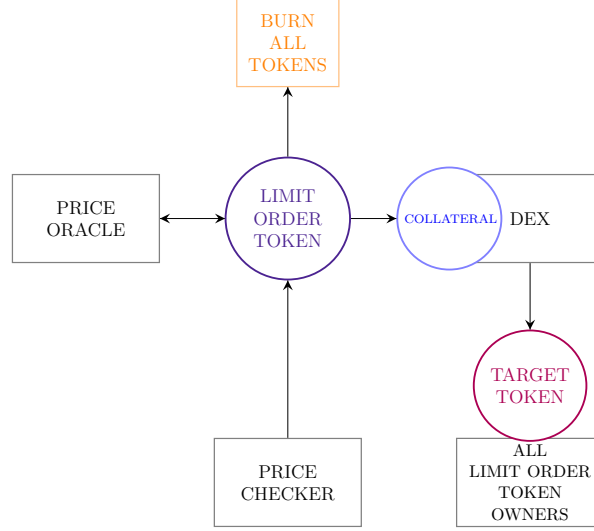 BURN
ALL
TOKENS
PRICE
ORACLE
LIMIT
ORDER
TOKEN
COLLATERAL
DEX
TARGET
TOKEN
PRICE
CHECKER
ALL
LIMIT ORDER
TOKEN
OWNERS